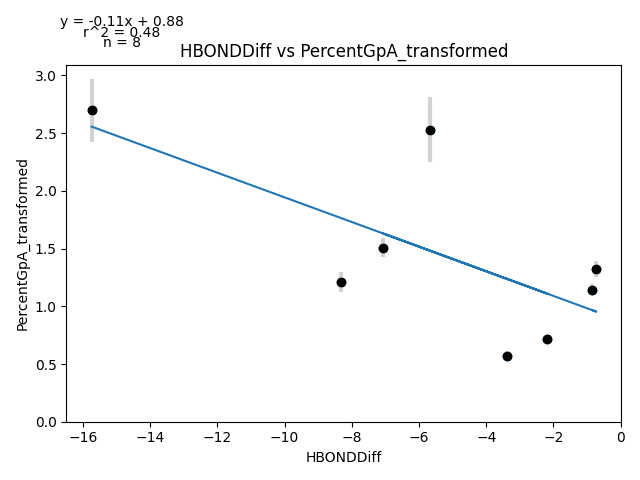 y = -0.11x + 0.88
r^2 = 0.48
n = 8
HBONDDiff vs PercentGpA_transformed
3.0
2.5
2.0
1.5
1.0
0.5
0.0
PercentGpA_transformed
−16 −14 −12 −10 −8 −6 −4 −2 0
HBONDDiff